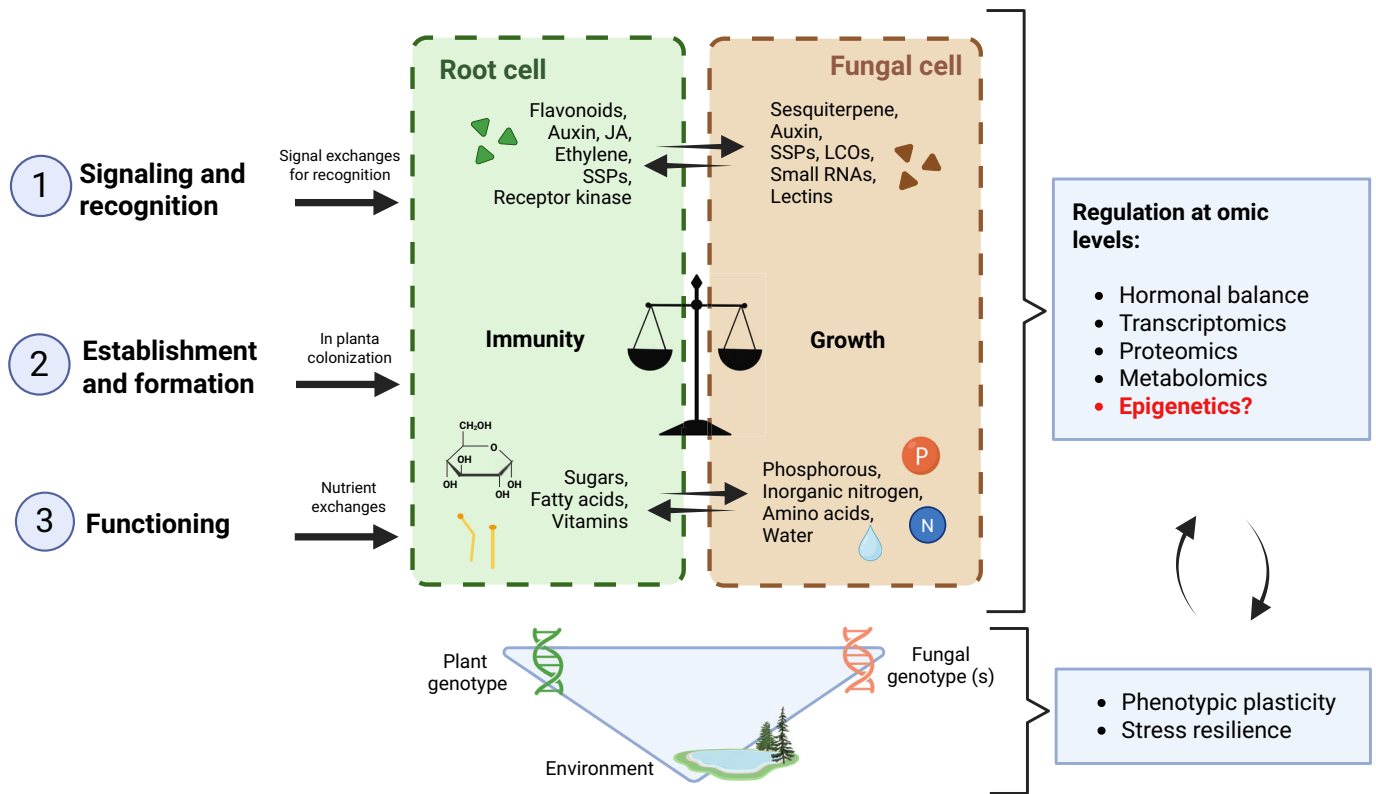 Root cell
Fungal cell
1
Signaling and
recognition
Signal exchanges
for recognition
Flavonoids,
Auxin, JA,
Ethylene,
SSPs,
Receptor kinase
Sesquiterpene,
Auxin,
SSPs, LCOs,
Small RNAs,
Lectins
2
Establishment
and formation
In planta
colonization
Immunity
Growth
3
Functioning
Nutrient
exchanges
CH₂OH
O
OH
OH
OH
OH
Sugars,
Fatty acids,
Vitamins
Phosphorous,
Inorganic nitrogen,
Amino acids,
Water
P
N
Regulation at omic
levels:
• Hormonal balance
• Transcriptomics
• Proteomics
• Metabolomics
• Epigenetics?
Plant
genotype
Fungal
genotype (s)
Environment
• Phenotypic plasticity
• Stress resilience